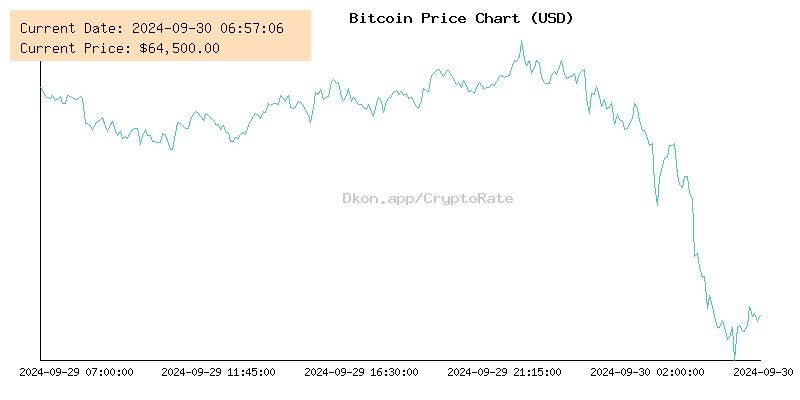 Bitcoin Price Chart (USD)
Current Date: 2024-09-30 06:57:06
Current Price: $64,500.00
Dkon.app/CryptoRate
2024-09-29 07:00:00 2024-09-29 11:45:00 2024-09-29 16:30:00 2024-09-29 21:15:00 2024-09-30 02:00:00 2024-09-30